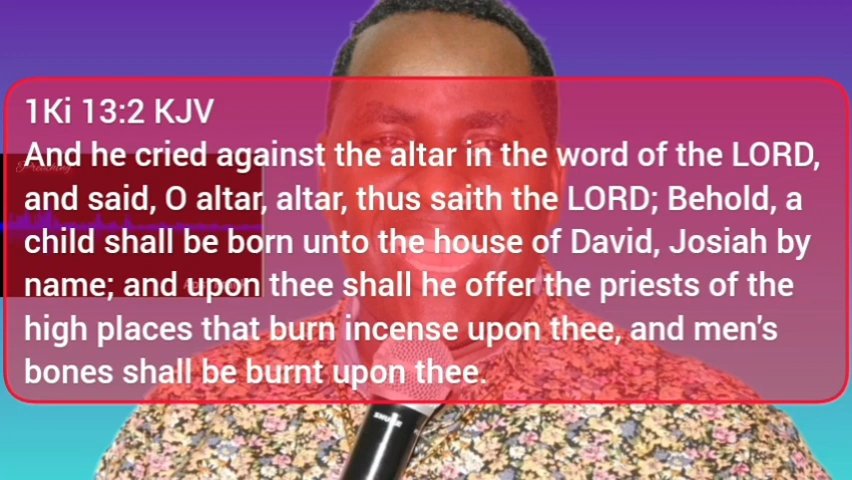 1Ki 13:2 KJV
And he cried against the altar in the word of the LORD,
and said, O altar, altar, thus saith the LORD; Behold, a
child shall be born unto the house of David, Josiah by
name; and upon thee shall he offer the priests of the
high places that burn incense upon thee, and men's
bones shall be burnt upon thee.
Preaching
SHURE